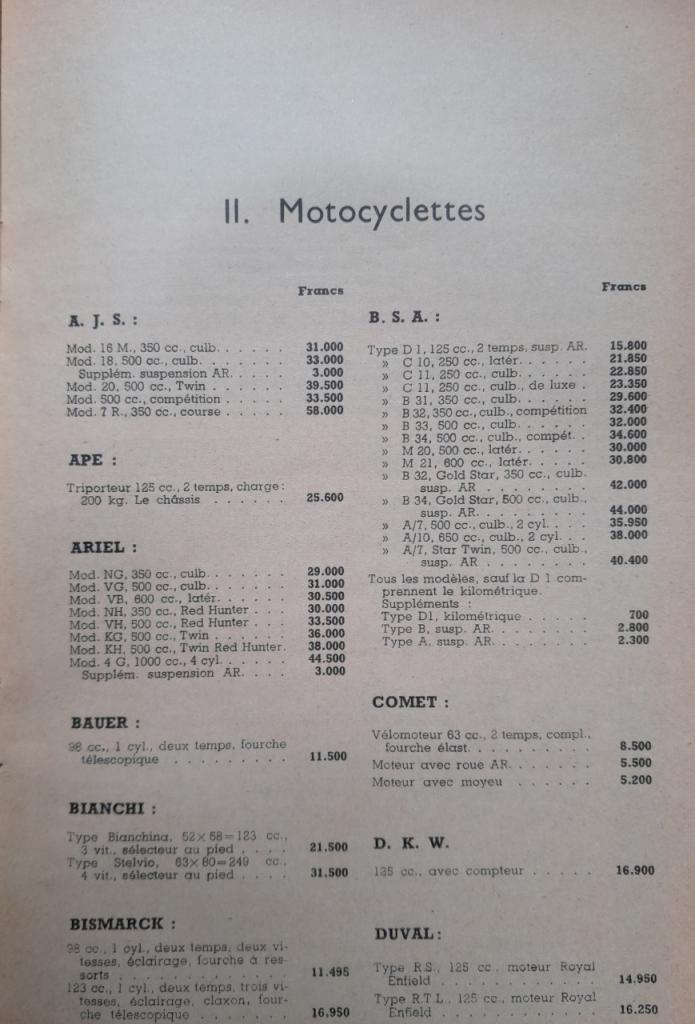 II. Motocyclettes
Francs
A. J. S. :
Mod. 16 M., 350 cc., culb. . . . . . 31.000
Mod. 18, 500 cc., culb. . . . . . . 33.000
Supplém. suspension AR. . . . . 3.000
Mod. 20, 500 cc., Twin . . . . . . 39.500
Mod. 500 cc., compétition . . . . . 33.500
Mod. 7 R., 350 cc., course . . . . . 58.000
APE :
Triporteur 125 cc., 2 temps, charge:
200 kg. Le châssis . . . . . . 25.600
ARIEL :
Mod. NG, 350 cc., culb. . . . . . . 29.000
Mod. VG, 500 cc., culb. . . . . . . 31.000
Mod. VB, 600 cc., latér. . . . . . 30.500
Mod. NH, 350 cc., Red Hunter . . . 30.000
Mod. VH, 500 cc., Red Hunter . . . 33.500
Mod. KG, 500 cc., Twin . . . . . . 36.000
Mod. KH, 500 cc., Twin Red Hunter. 38.000
Mod. 4 G, 1000 cc., 4 cyl. . . . . . 44.500
Supplém. suspension AR. . . . 3.000
BAUER :
98 cc., 1 cyl., deux temps, fourche
télescopique . . . . . . . . . 11.500
BIANCHI :
Type Bianchina, 52×58=123 cc.,
3 vit., sélecteur au pied . . . . 21.500
Type Stelvio, 63×80=249 cc.,
4 vit., sélecteur au pied . . . . 31.500
BISMARCK :
98 cc., 1 cyl., deux temps, deux vi-
tesses, éclairage, fourche à res-
sorts . . . . . . . . . . . . 11.495
123 cc., 1 cyl., deux temps, trois vi-
tesses, éclairage, claxon, four-
che télescopique . . . . . . . 16.950
Francs
B. S. A. :
Type D 1, 125 cc., 2 temps, susp. AR. 15.800
» C 10, 250 cc., latér. . . . . . 21.850
» C 11, 250 cc., culb. . . . . . 22.850
» C 11, 250 cc., culb., de luxe . 23.350
» B 31, 350 cc., culb. . . . . . 29.600
» B 32, 350 cc., culb., compétition 32.400
» B 33, 500 cc., culb. . . . . . 32.000
» B 34, 500 cc., culb., compét. . 34.600
» M 20, 500 cc., latér. . . . . . 30.000
» M 21, 600 cc., latér. . . . . . 30.800
» B 32, Gold Star, 350 cc., culb.
susp. AR . . . . . . . . . 42.000
» B 34, Gold Star, 500 cc., culb.,
susp. AR. . . . . . . . . 44.000
» A/7, 500 cc., culb., 2 cyl. . . . 35.950
» A/10, 650 cc., culb., 2 cyl. . . 38.000
» A/7, Star Twin, 500 cc., culb.,
susp. AR . . . . . . . . . 40.400
Tous les modèles, sauf la D 1 com-
prennent le kilométrique.
Suppléments :
Type D1, kilométrique . . . . . 700
Type B, susp. AR. . . . . . . . 2.800
Type A, susp. AR. . . . . . . . 2.300
COMET :
Vélomoteur 63 cc., 2 temps, compl.,
fourche élast. . . . . . . . . . 8.500
Moteur avec roue AR. . . . . . . 5.500
Moteur avec moyeu . . . . . . 5.200
D. K. W.
125 cc., avec compteur . . . . . 16.900
DUVAL:
Type R.S., 125 cc., moteur Royal
Enfield . . . . . . . . . . . 14.950
Type R.T.L., 125 cc., moteur Royal
Enfield . . . . . . . . . . . 16.250